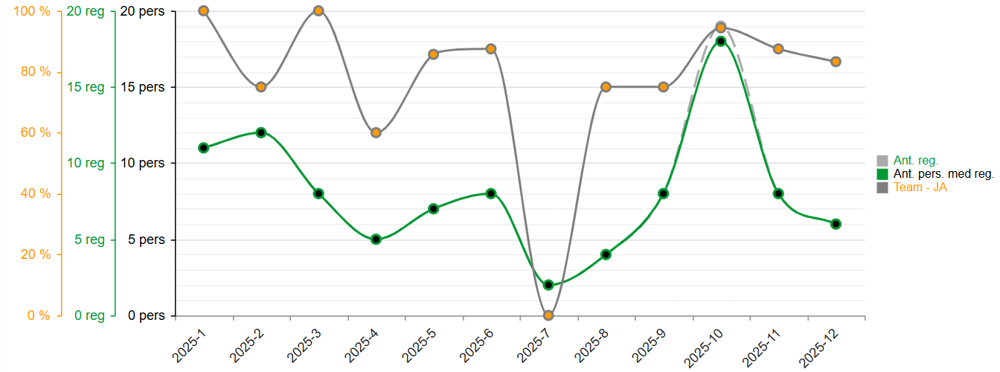 100 % 20 reg 20 pers
80 %
15 reg 15 pers
60 %
10 reg 10 pers
40 %
5 reg 5 pers
20 %
0 % 0 reg 0 pers
2025-1 2025-2 2025-3 2025-4 2025-5 2025-6 2025-7 2025-8 2025-9 2025-10 2025-11 2025-12
Ant. reg.
Ant. pers. med reg.
Team - JA